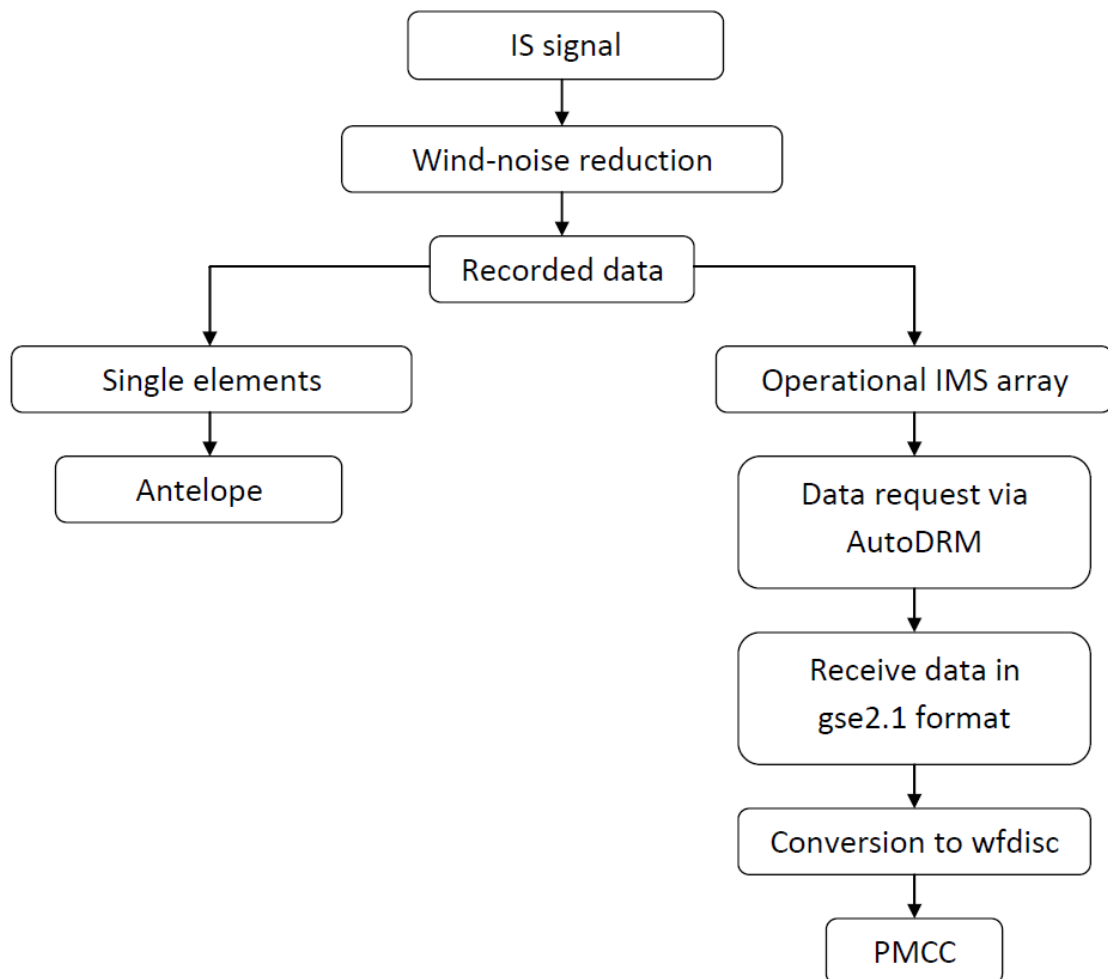 IS signal
Wind-noise reduction
Recorded data
Single elements
Operational IMS array
Antelope
Data request via
AutoDRM
Receive data in
gse2.1 format
Conversion to wfdisc
PMCC